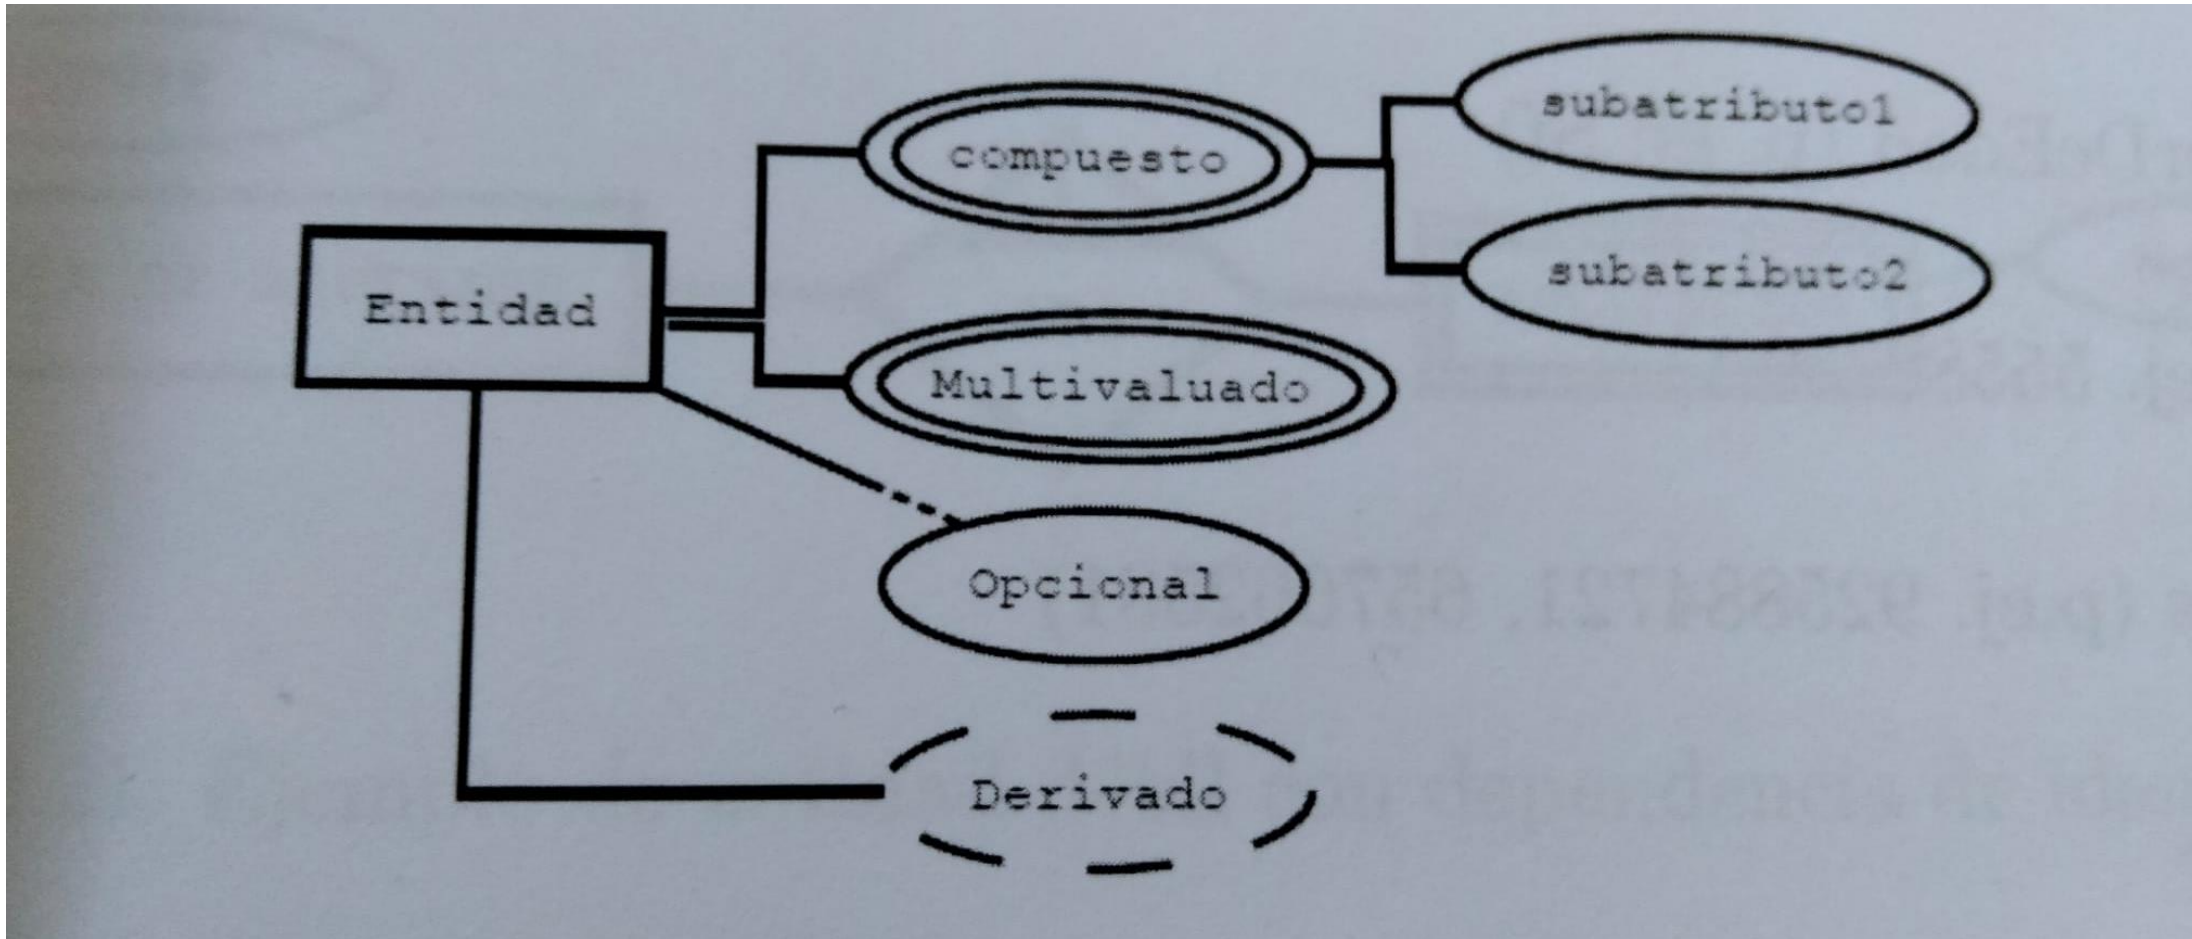 subatributo1
compuesto
subatributo2
Entidad
Multivaluado
Opcional
Derivado